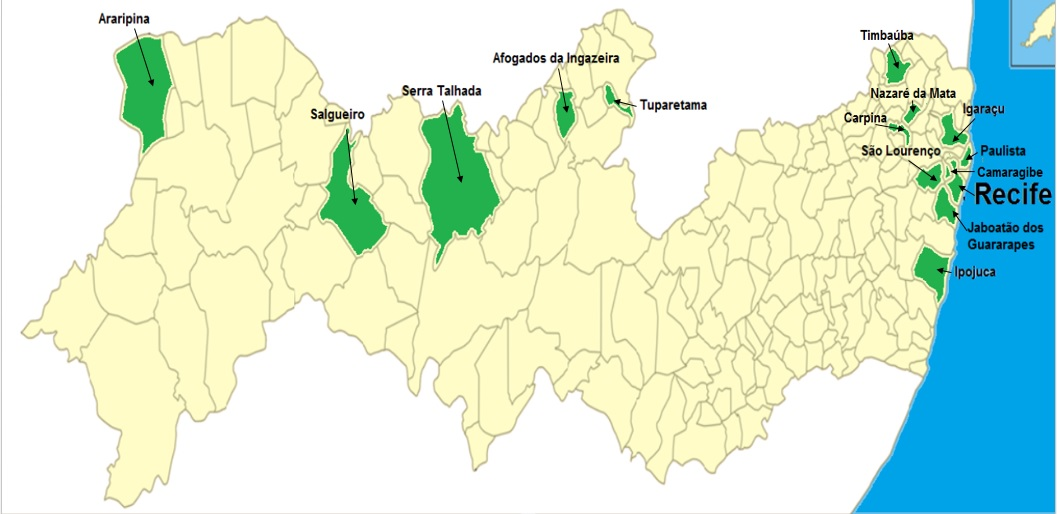 Araripina
Timbaúba
Afogados da Ingazeira
Serra Talhada
Nazaré da Mata
Tuparetama
Igaraçu
Salgueiro
Carpina
São Lourenço
Paulista
Camaragibe
Recife
Jaboatão dos
Guararapes
Ipojuca